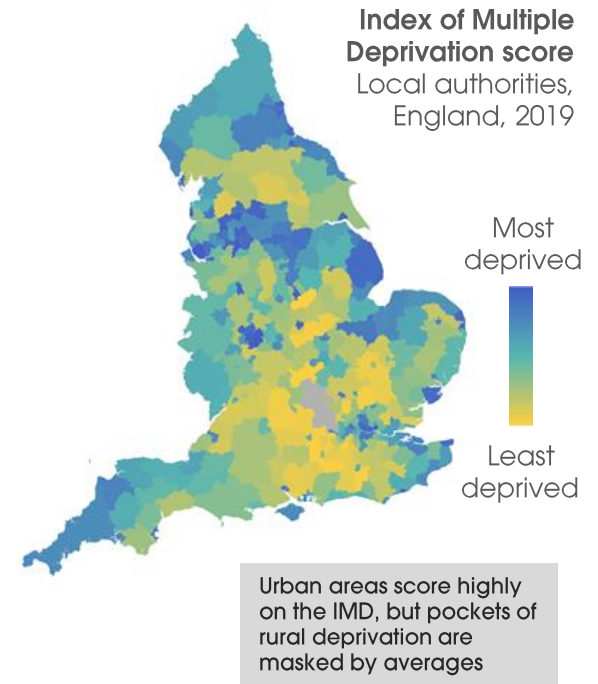 Index of Multiple
Deprivation score
Local authorities,
England, 2019
Most
deprived
Least
deprived
Urban areas score highly
on the IMD, but pockets of
rural deprivation are
masked by averages